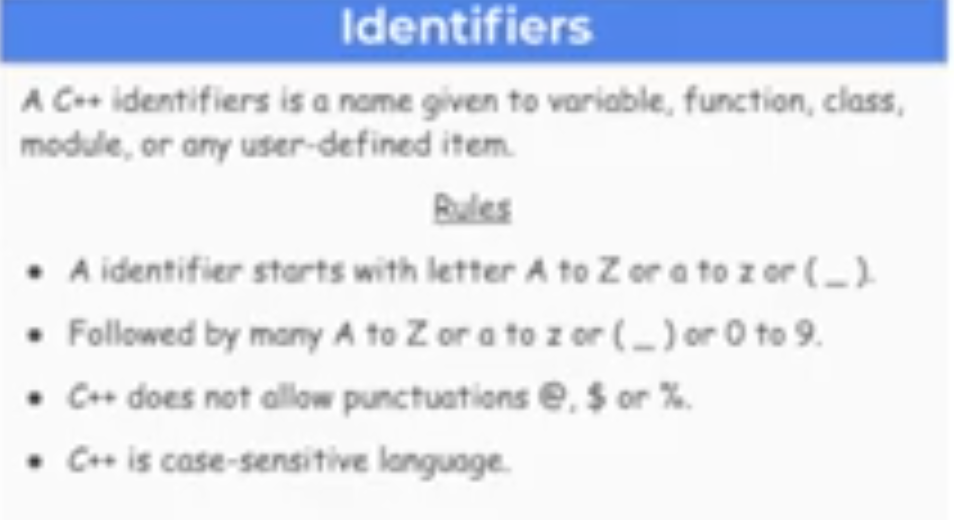 Identifiers
A C++ identifiers is a name given to variable, function, class,
module, or any user-defined item.
Rules
• A identifier starts with letter A to Z or a to z or ( _ ).
• Followed by many A to Z or a to z or ( _ ) or 0 to 9.
• C++ does not allow punctuations @, $ or %.
• C++ is case-sensitive language.